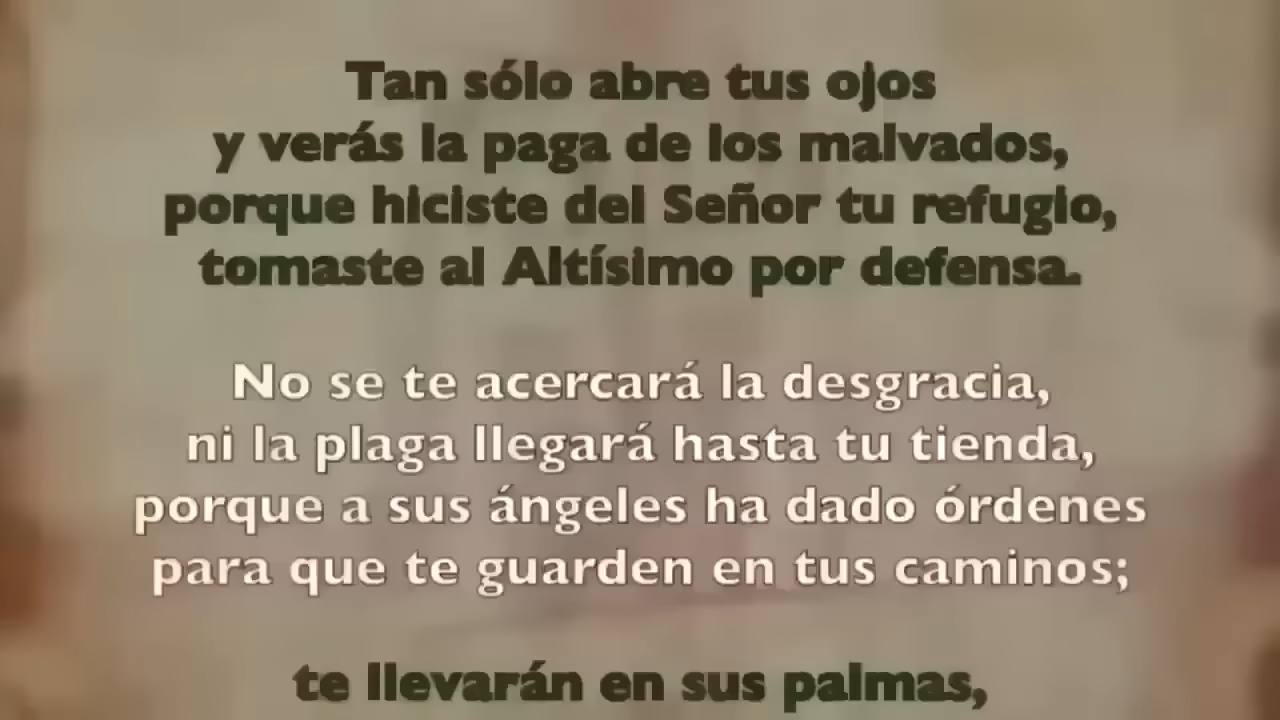 Tan sólo abre tus ojos
y verás la paga de los malvados,
porque hiciste del Señor tu refugio,
tomaste al Altísimo por defensa.
No se te acercará la desgracia,
ni la plaga llegará hasta tu tienda,
porque a sus ángeles ha dado órdenes
para que te guarden en tus caminos;
te llevarán en sus palmas,